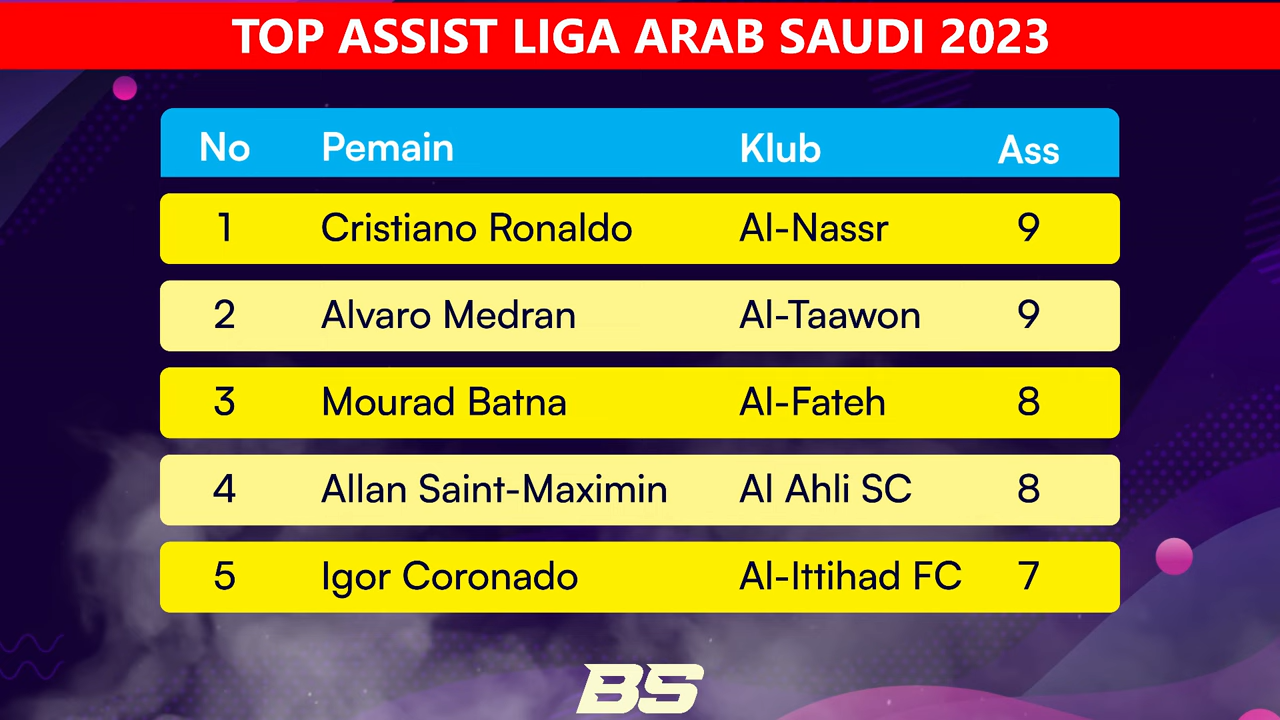 TOP ASSIST LIGA ARAB SAUDI 2023
No Pemain Klub Ass
1 Cristiano Ronaldo Al-Nassr 9
2 Alvaro Medran Al-Taawon 9
3 Mourad Batna Al-Fateh 8
4 Allan Saint-Maximin Al Ahli SC 8
5 Igor Coronado Al-Ittihad FC 7
BS